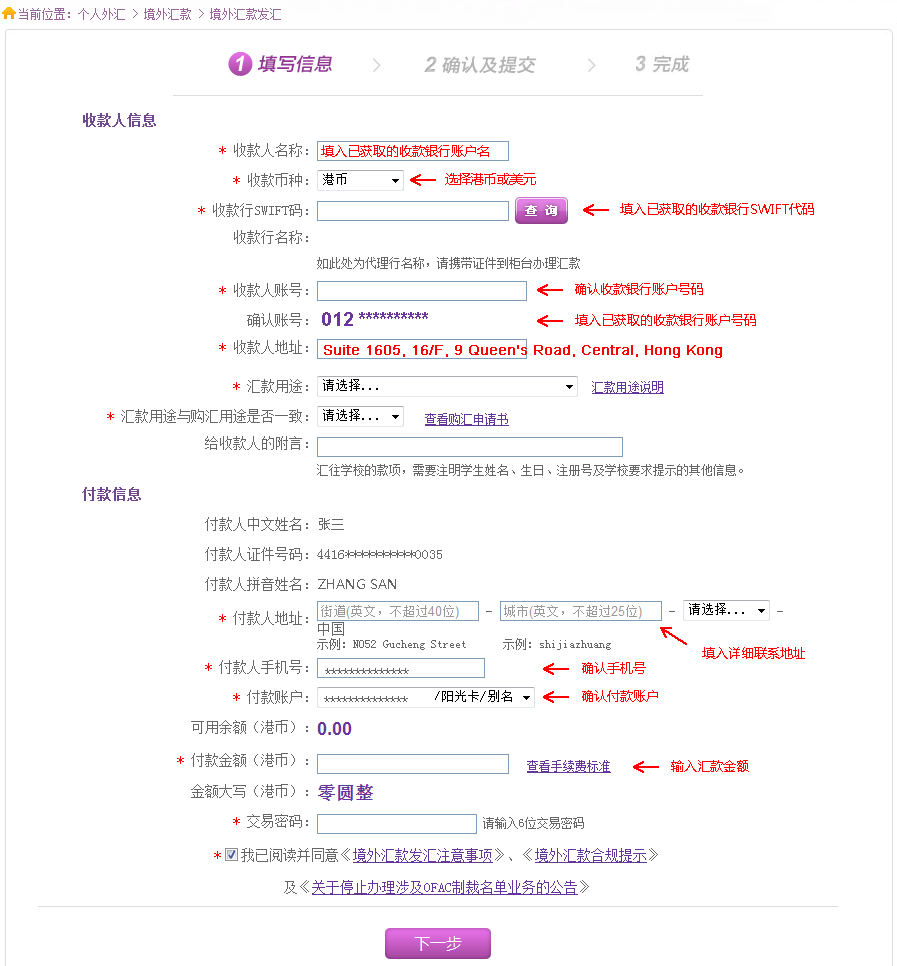 当前位置: 个人外汇 > 境外汇款 > 境外汇款发汇
1 填写信息 > 2 确认及提交 > 3 完成
收款人信息
* 收款人名称: 填入已获取的收款银行账户名
* 收款币种: 港币 选择港币或美元
* 收款行SWIFT码: 查 询 填入已获取的收款银行SWIFT代码
收款行名称:
如此处为代理行名称，请携带证件到柜台办理汇款
* 收款人账号: 确认收款银行账户号码
确认账号: 012 ********** 填入已获取的收款银行账户号码
* 收款人地址: Suite 1605, 16/F, 9 Queen's Road, Central, Hong Kong
* 汇款用途: 请选择... 汇款用途说明
* 汇款用途与购汇用途是否一致: 请选择... 查看购汇申请书
给收款人的附言:
汇往学校的款项，需要注明学生姓名、生日、注册号及学校要求提示的其他信息。
付款信息
付款人中文姓名: 张三
付款人证件号码: 4416**********0035
付款人拼音姓名: ZHANG SAN
* 付款人地址: 街道(英文，不超过40位) - 城市(英文，不超过25位) - 请选择... -
中国
示例: NO52 Gucheng Street 示例: shijiazhuang
填入详细联系地址
* 付款人手机号: ************** 确认手机号
* 付款账户: ************** /阳光卡/别名 确认付款账户
可用余额（港币）: 0.00
* 付款金额（港币）: 查看手续费标准 输入汇款金额
金额大写（港币）: 零圆整
* 交易密码: 请输入6位交易密码
* 我已阅读并同意《境外汇款发汇注意事项》、《境外汇款合规提示》
及《关于停止办理涉及OFAC制裁名单业务的公告》
下一步